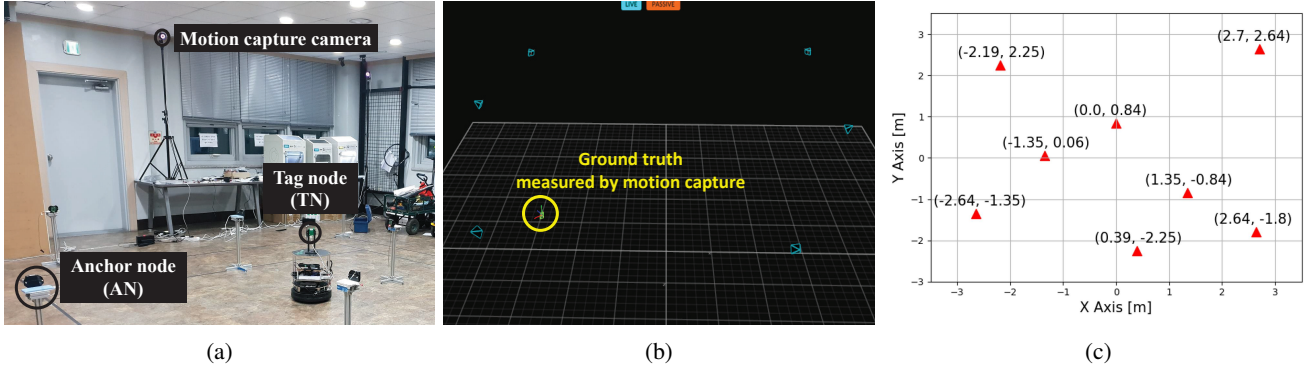 Motion capture camera
Tag node
(TN)
Anchor node
(AN)
(a)
LIVE
PASSIVE
Ground truth
measured by motion capture
(b)
(2.7, 2.64)
(-2.19, 2.25)
(0.0, 0.84)
(-1.35, 0.06)
(1.35, -0.84)
(-2.64, -1.35)
(2.64, -1.8)
(0.39, -2.25)
3
2
1
0
−1
−2
−3
Y Axis [m]
−3
−2
−1
0
1
2
3
X Axis [m]
(c)